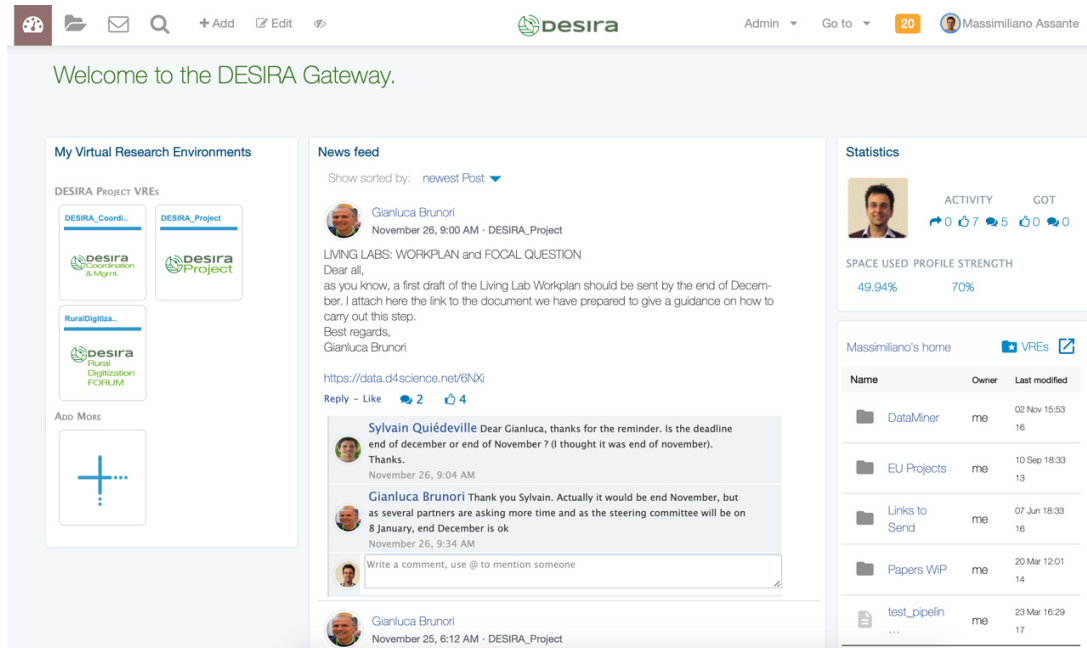 + Add
Edit
Desira
Admin
Go to
20
Massimiliano Assante
Welcome to the DESIRA Gateway.
My Virtual Research Environments
DESIRA PROJECT VRES
DESIRA_Coordi..
DESIRA_Project
Desira
Coordination
& Mgmt.
Desira
Project
RuralDigitiza..
Desira
Rural
Digitization
FORUM
ADD MORE
News feed
Show sorted by: newest Post
Gianluca Brunori
November 26, 9:00 AM · DESIRA_Project
LIVING LABS: WORKPLAN and FOCAL QUESTION
Dear all,
as you know, a first draft of the Living Lab Workplan should be sent by the end of Decem-
ber. I attach here the link to the document we have prepared to give a guidance on how to
carry out this step.
Best regards,
Gianluca Brunori
https://data.d4science.net/6NXi
Reply - Like 2 4
Sylvain Quiédeville Dear Gianluca, thanks for the reminder. Is the deadline
end of december or end of November ? (I thought it was end of november).
Thanks.
November 26, 9:04 AM
Gianluca Brunori Thank you Sylvain. Actually it would be end November, but
as several partners are asking more time and as the steering committee will be on
8 January, end December is ok
November 26, 9:34 AM
Write a comment, use @ to mention someone
Gianluca Brunori
November 25, 6:12 AM · DESIRA_Project
Statistics
ACTIVITY GOT
0 7 5 0 0
SPACE USED PROFILE STRENGTH
49.94% 70%
Massimiliano's home VREs
Name Owner Last modified
DataMiner me 02 Nov 15:53
16
EU Projects me 10 Sep 18:33
13
Links to
Send me 07 Jun 18:33
16
Papers WiP me 20 Mar 12:01
14
test_pipelin
... me 23 Mar 16:29
17